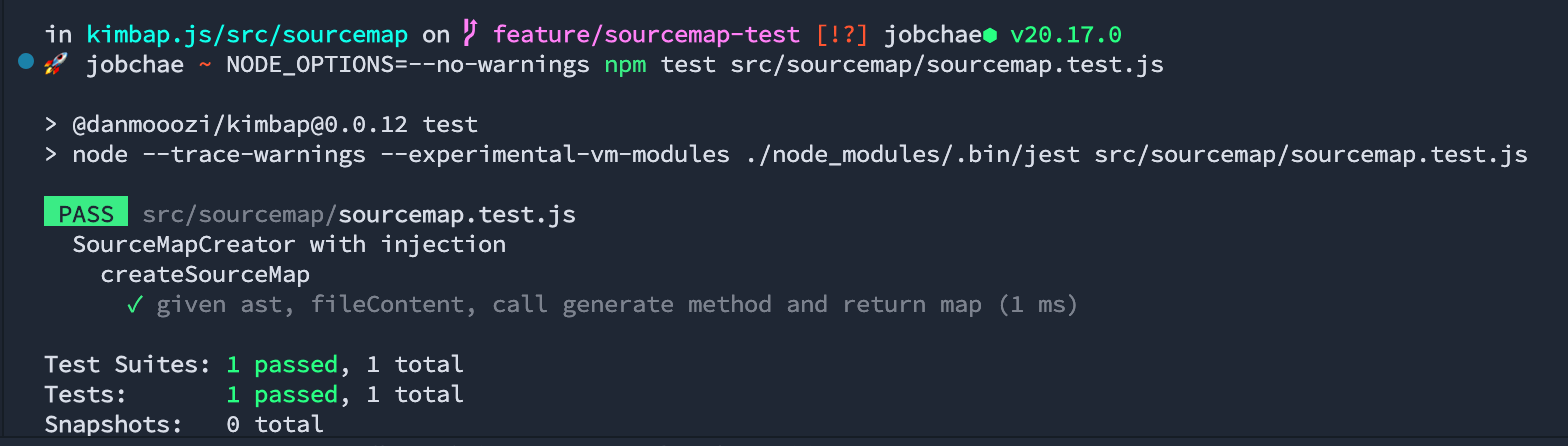 in kimbap.js/src/sourcemap on feature/sourcemap-test [!?] jobchae v20.17.0
🚀 jobchae ~ NODE_OPTIONS=--no-warnings npm test src/sourcemap/sourcemap.test.js
> @danmooozi/kimbap@0.0.12 test
> node --trace-warnings --experimental-vm-modules ./node_modules/.bin/jest src/sourcemap/sourcemap.test.js
PASS src/sourcemap/sourcemap.test.js
SourceMapCreator with injection
createSourceMap
✓ given ast, fileContent, call generate method and return map (1 ms)
Test Suites: 1 passed, 1 total
Tests: 1 passed, 1 total
Snapshots: 0 total